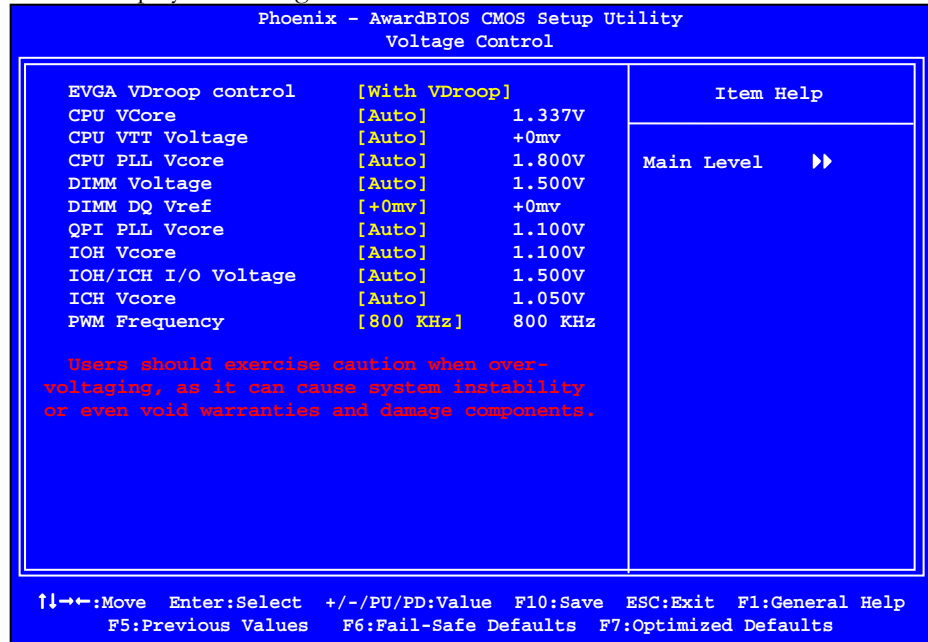 Phoenix – AwardBIOS CMOS Setup Utility
Voltage Control
EVGA VDroop control [With VDroop]
CPU VCore [Auto] 1.337V
CPU VTT Voltage [Auto] +0mv
CPU PLL Vcore [Auto] 1.800V
DIMM Voltage [Auto] 1.500V
DIMM DQ Vref [+0mv] +0mv
QPI PLL Vcore [Auto] 1.100V
IOH Vcore [Auto] 1.100V
IOH/ICH I/O Voltage [Auto] 1.500V
ICH Vcore [Auto] 1.050V
PWM Frequency [800 KHz] 800 KHz
Users should exercise caution when over-
voltaging, as it can cause system instability
or even void warranties and damage components.
Item Help
Main Level
↑↓→←:Move Enter:Select +/-/PU/PD:Value F10:Save ESC:Exit F1:General Help
F5:Previous Values F6:Fail-Safe Defaults F7:Optimized Defaults